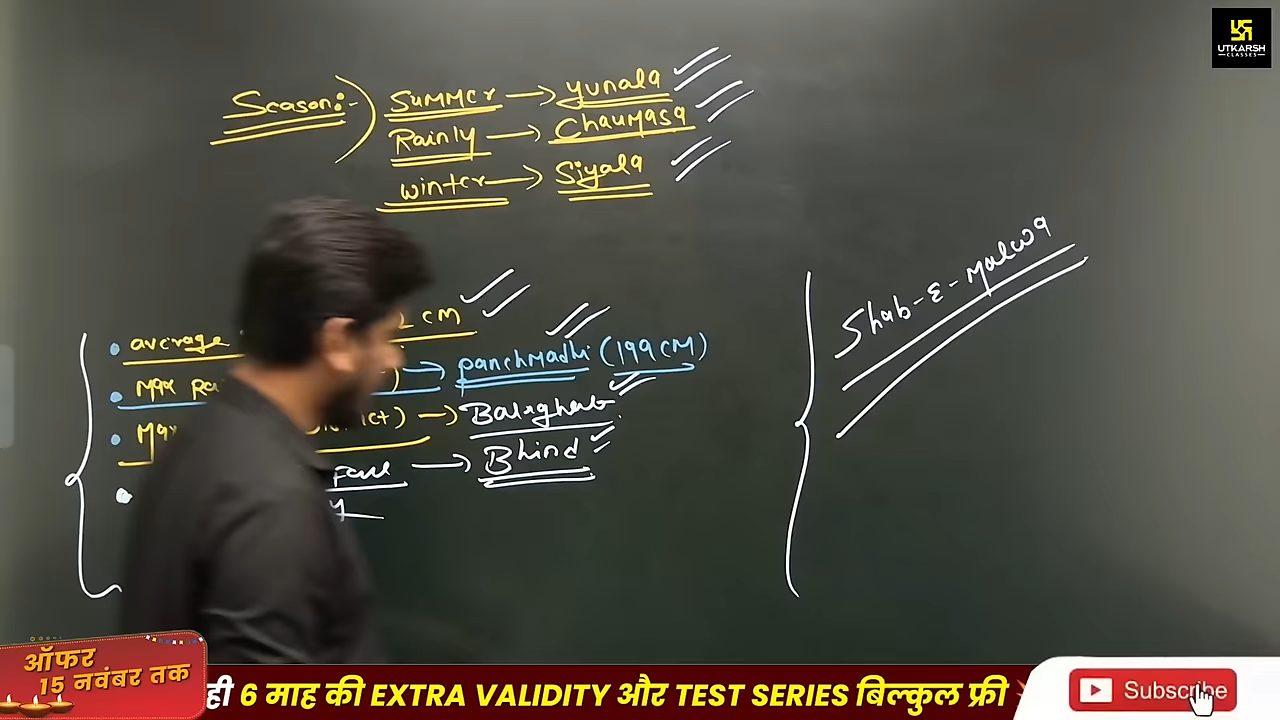 UTKARSH
CLASSES
Season:-
Summer → yunala
Rainly → Chaumasa
winter → Siyala
average CM
Max Ra → panchmadhi (199 CM)
Max ct) → Balaghat
→ Bhind
Shab-E-Malwa
ऑफर
15 नवंबर तक
ही 6 माह की EXTRA VALIDITY और TEST SERIES बिल्कुल फ्री
Subscribe